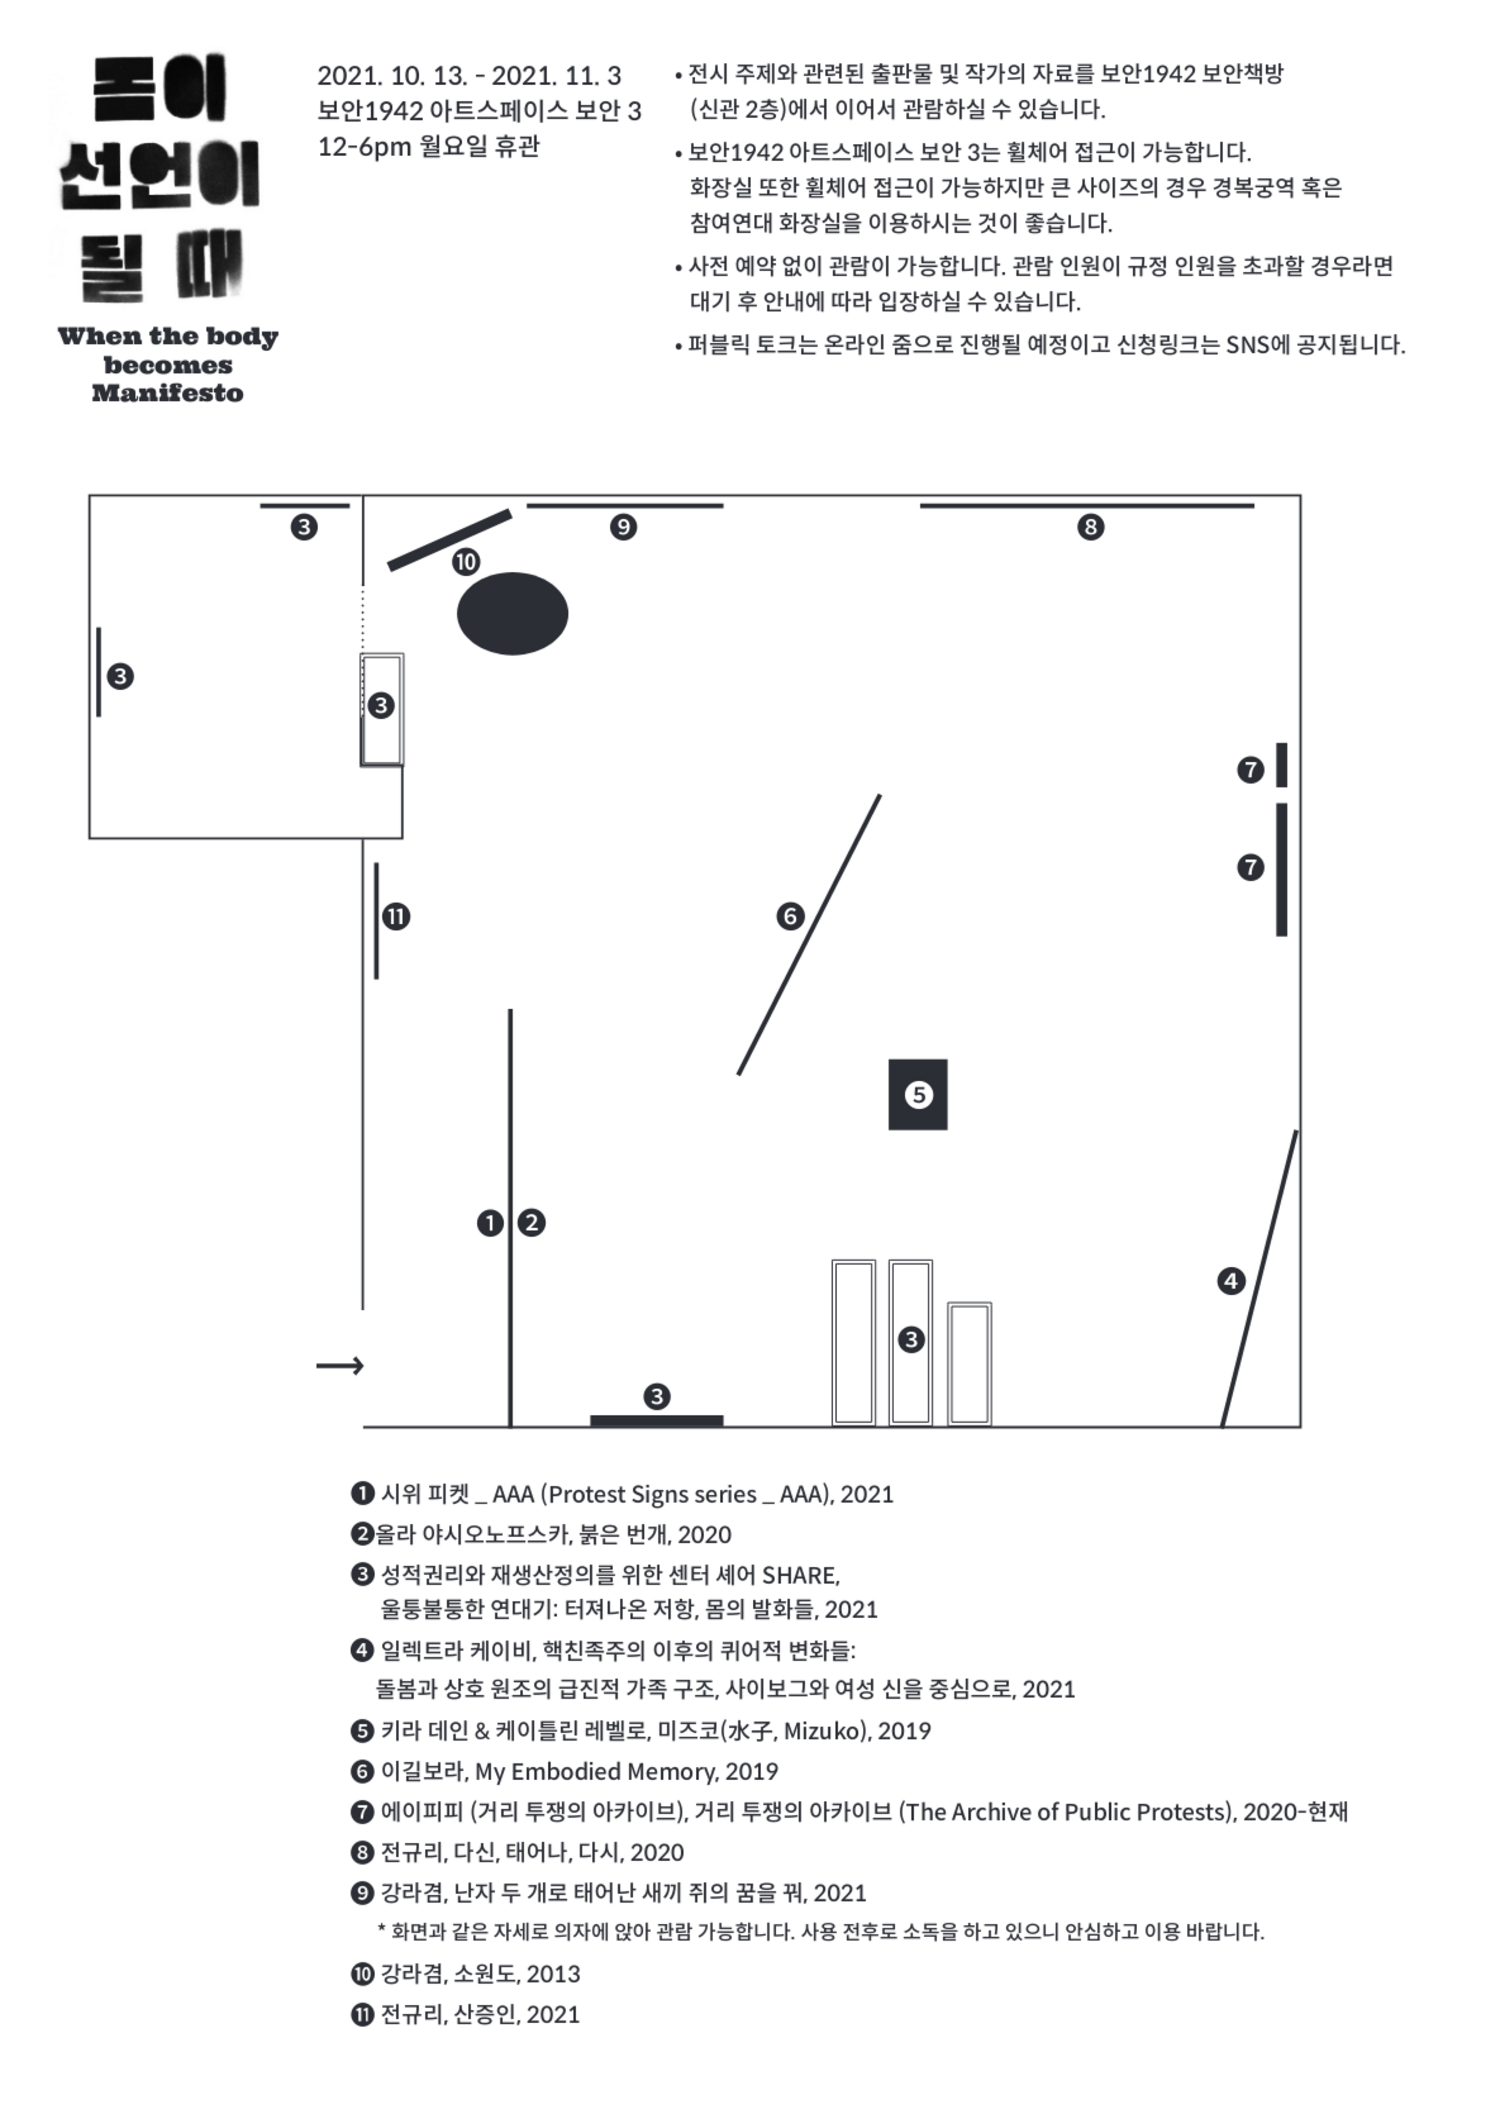 몸이
선언이
될 때
When the body
becomes
Manifesto
2021. 10. 13. - 2021. 11. 3
보안1942 아트스페이스 보안 3
12-6pm 월요일 휴관
• 전시 주제와 관련된 출판물 및 작가의 자료를 보안1942 보안책방
(신관 2층)에서 이어서 관람하실 수 있습니다.
• 보안1942 아트스페이스 보안 3는 휠체어 접근이 가능합니다.
화장실 또한 휠체어 접근이 가능하지만 큰 사이즈의 경우 경복궁역 혹은
참여연대 화장실을 이용하시는 것이 좋습니다.
• 사전 예약 없이 관람이 가능합니다. 관람 인원이 규정 인원을 초과할 경우라면
대기 후 안내에 따라 입장하실 수 있습니다.
• 퍼블릭 토크는 온라인 줌으로 진행될 예정이고 신청링크는 SNS에 공지됩니다.
3
9
8
10
3
3
7
7
11
6
5
1 2
4
3
3
→
❶ 시위 피켓 _ AAA (Protest Signs series _ AAA), 2021
❷올라 야시오노프스카, 붉은 번개, 2020
❸ 성적권리와 재생산정의를 위한 센터 셰어 SHARE,
울퉁불퉁한 연대기: 터져나온 저항, 몸의 발화들, 2021
❹ 일렉트라 케이비, 핵친족주의 이후의 퀴어적 변화들:
돌봄과 상호 원조의 급진적 가족 구조, 사이보그와 여성 신을 중심으로, 2021
❺ 키라 데인 & 케이틀린 레벨로, 미즈코(水子, Mizuko), 2019
❻ 이길보라, My Embodied Memory, 2019
❼ 에이피피 (거리 투쟁의 아카이브), 거리 투쟁의 아카이브 (The Archive of Public Protests), 2020-현재
❽ 전규리, 다신, 태어나, 다시, 2020
❾ 강라겸, 난자 두 개로 태어난 새끼 쥐의 꿈을 꿔, 2021
* 화면과 같은 자세로 의자에 앉아 관람 가능합니다. 사용 전후로 소독을 하고 있으니 안심하고 이용 바랍니다.
❿ 강라겸, 소원도, 2013
⓫ 전규리, 산증인, 2021